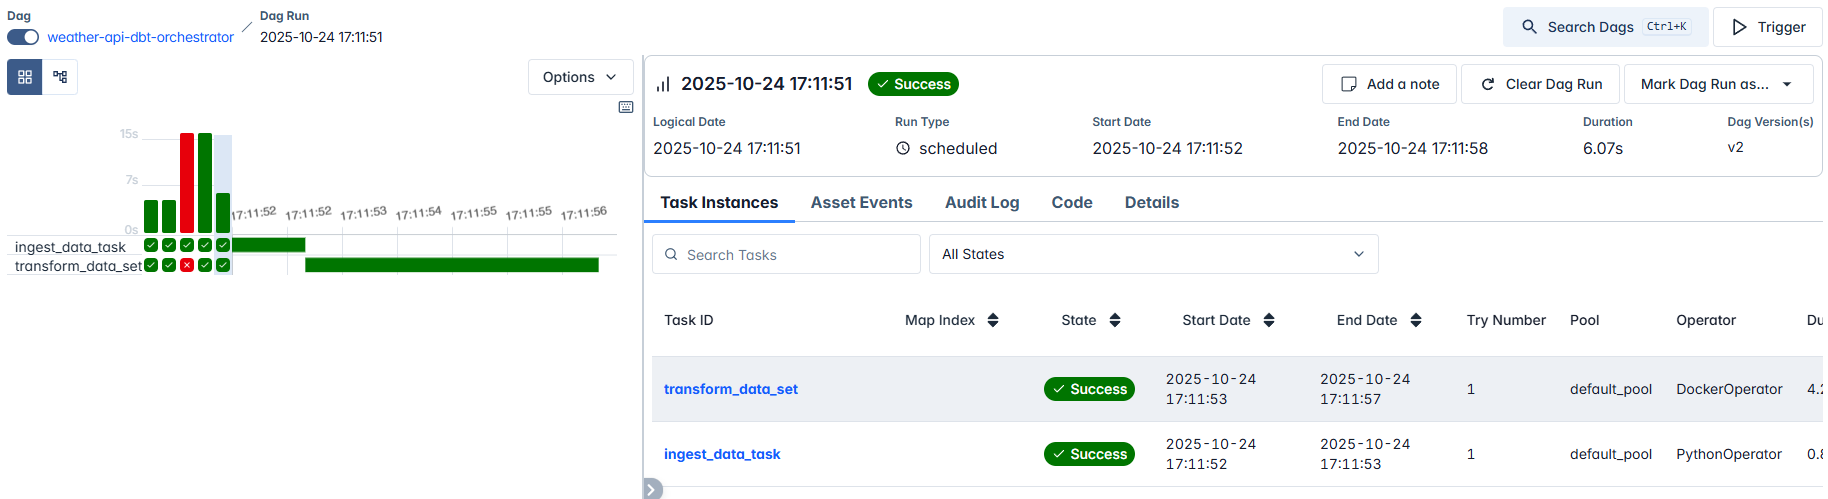 Dag
Dag Run
weather-api-dbt-orchestrator / 2025-10-24 17:11:51
Search Dags Ctrl+K
Trigger
Options
15s
7s
0s
17:11:52 17:11:52 17:11:53 17:11:54 17:11:55 17:11:55 17:11:56
ingest_data_task
transform_data_set
2025-10-24 17:11:51 Success
Add a note
Clear Dag Run
Mark Dag Run as...
Logical Date Run Type Start Date End Date Duration Dag Version(s)
2025-10-24 17:11:51 scheduled 2025-10-24 17:11:52 2025-10-24 17:11:58 6.07s v2
Task Instances Asset Events Audit Log Code Details
Search Tasks
All States
Task ID Map Index State Start Date End Date Try Number Pool Operator Du
transform_data_set Success 2025-10-24 17:11:53 2025-10-24 17:11:57 1 default_pool DockerOperator 4.2
ingest_data_task Success 2025-10-24 17:11:52 2025-10-24 17:11:53 1 default_pool PythonOperator 0.8